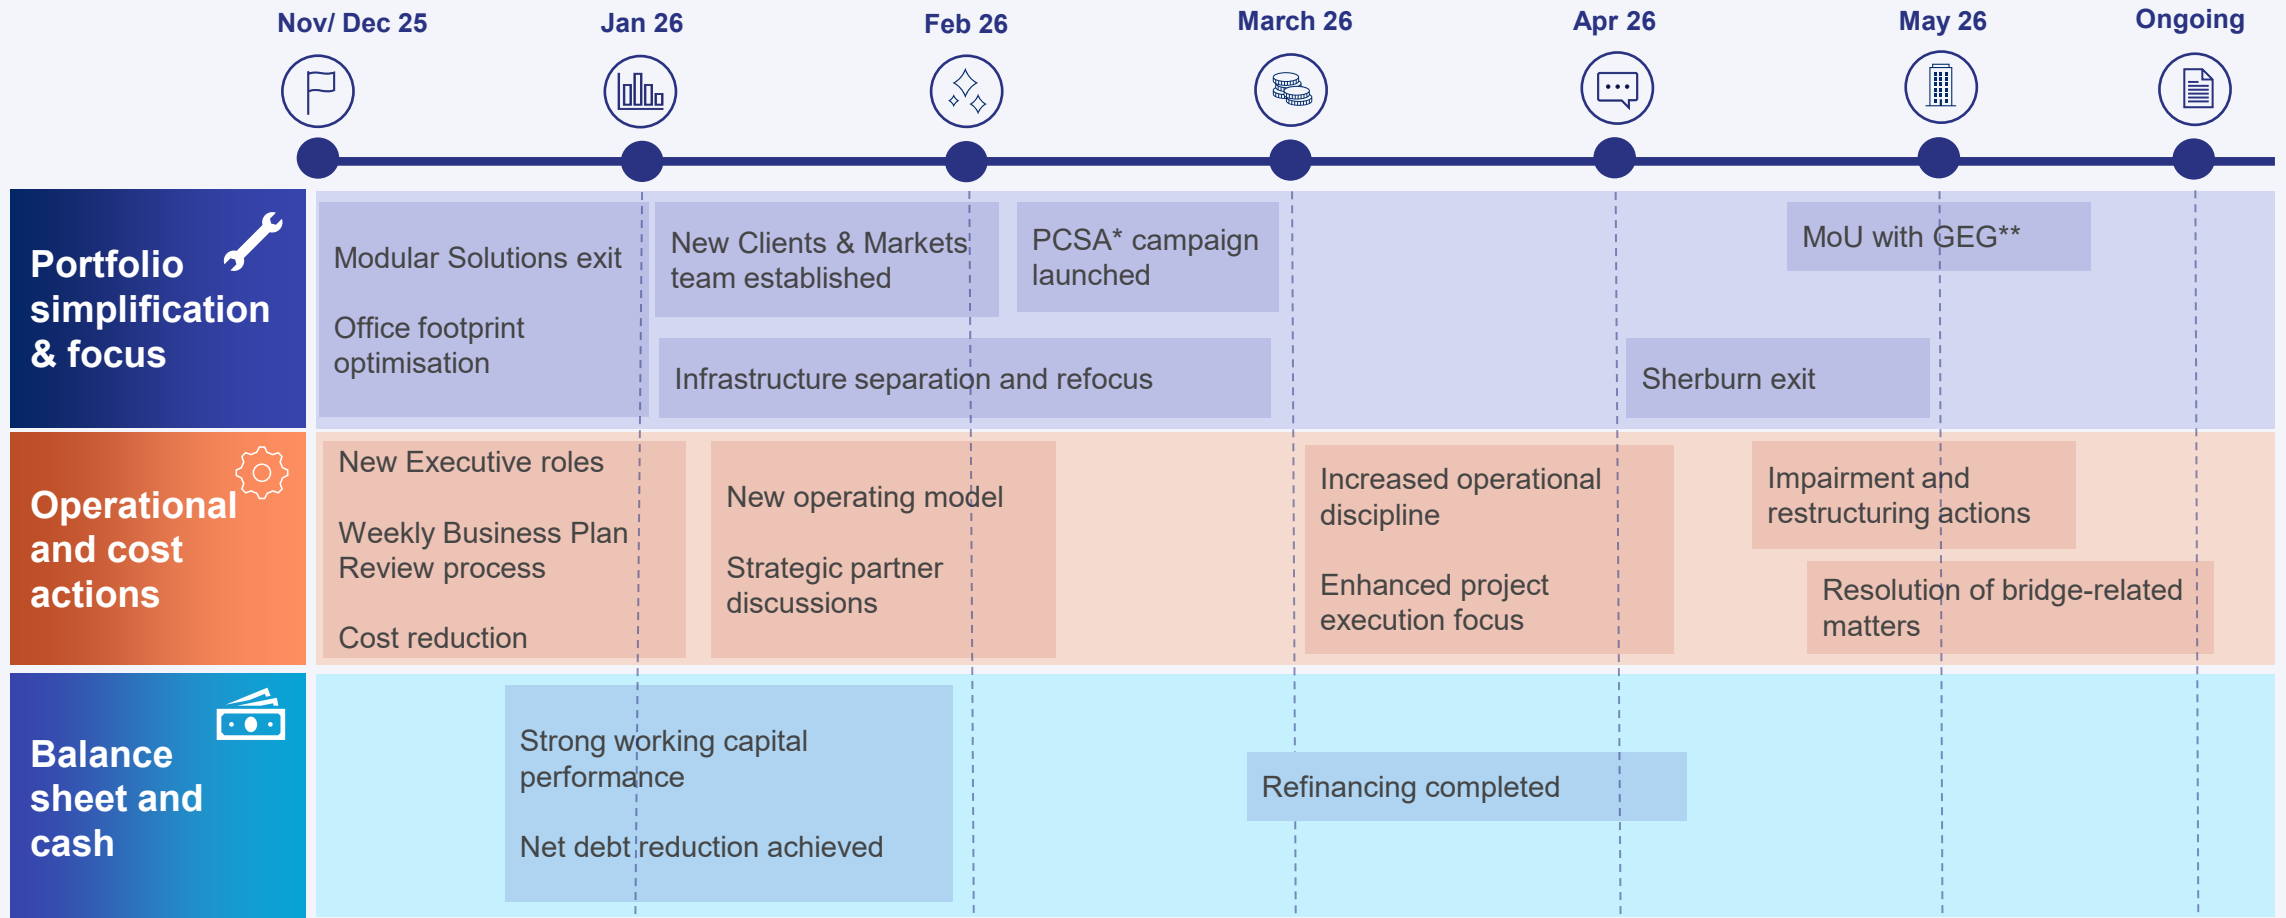 Nov/ Dec 25
Jan 26
Feb 26
March 26
Apr 26
May 26
Ongoing
Portfolio
simplification
& focus
Modular Solutions exit
Office footprint
optimisation
New Clients & Markets
team established
PCSA* campaign
launched
Infrastructure separation and refocus
MoU with GEG**
Sherburn exit
Operational
and cost
actions
New Executive roles
Weekly Business Plan
Review process
Cost reduction
New operating model
Strategic partner
discussions
Increased operational
discipline
Enhanced project
execution focus
Impairment and
restructuring actions
Resolution of bridge-related
matters
Balance
sheet and
cash
Strong working capital
performance
Net debt reduction achieved
Refinancing completed